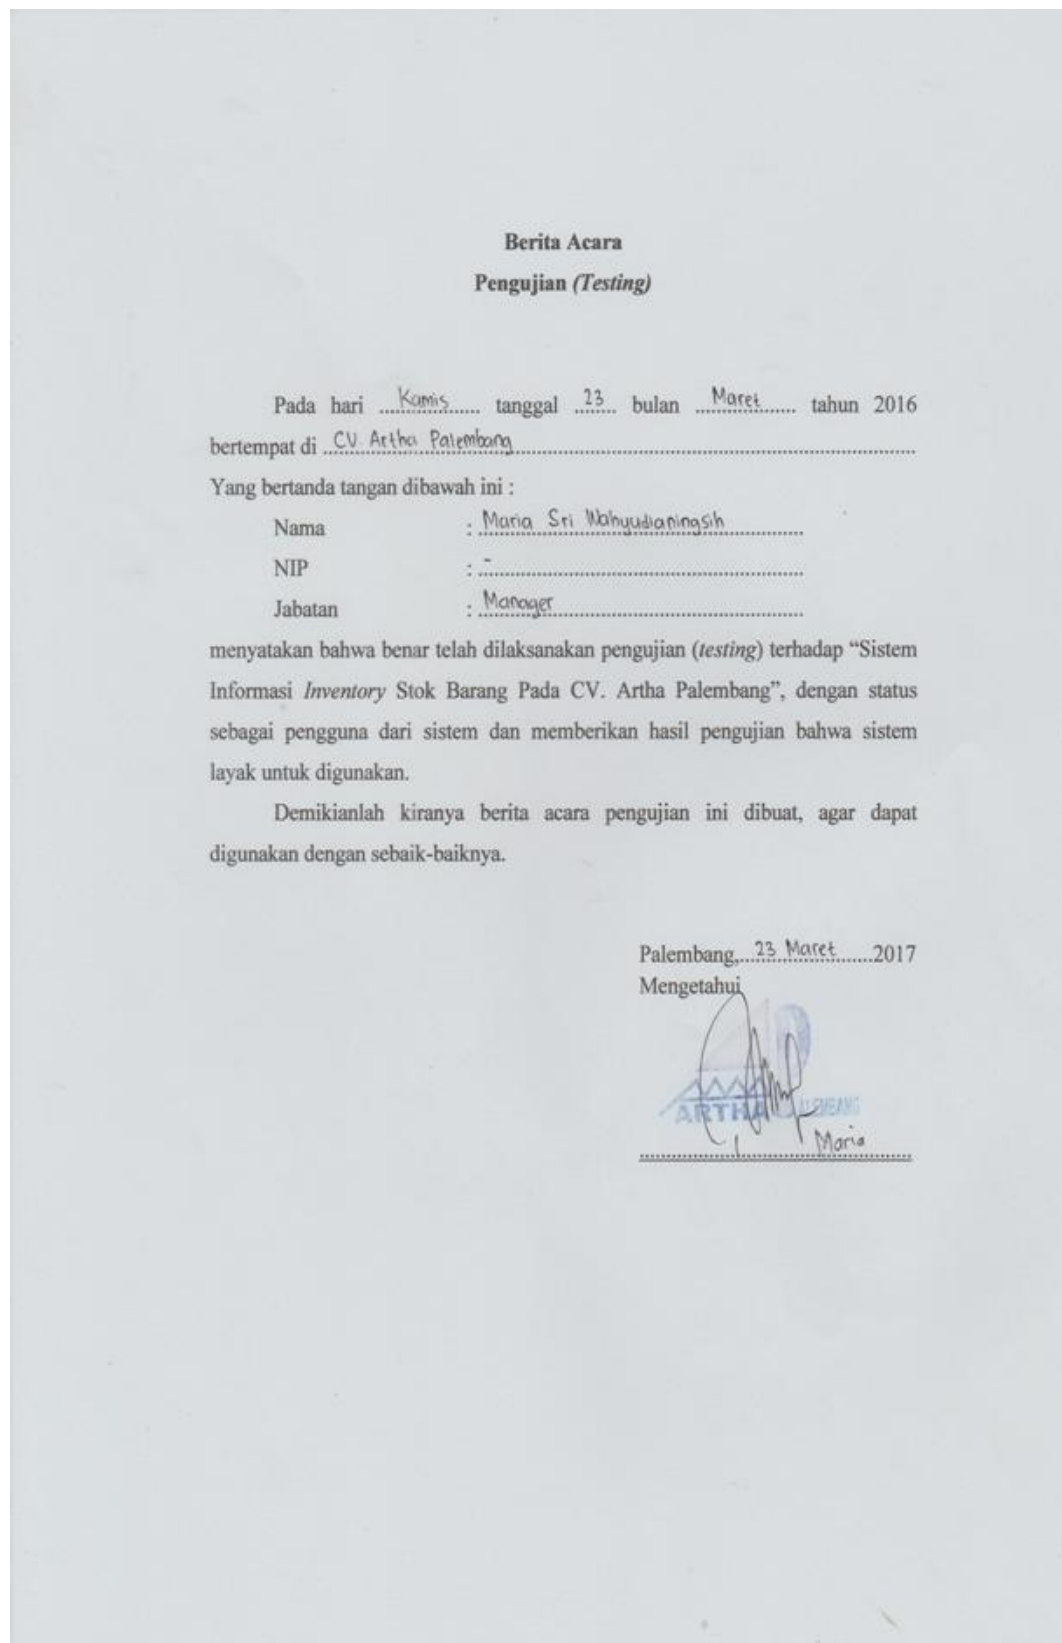 Berita Acara
Pengujian (Testing)
Pada hari ...Kamis...... tanggal ..23... bulan ...Maret...... tahun 2016
bertempat di ..CV. Artha Palembang..............................
Yang bertanda tangan dibawah ini :
Nama : Maria Sri Wahyudianingsih
NIP : -
Jabatan : Manager
menyatakan bahwa benar telah dilaksanakan pengujian (testing) terhadap “Sistem
Informasi Inventory Stok Barang Pada CV. Artha Palembang”, dengan status
sebagai pengguna dari sistem dan memberikan hasil pengujian bahwa sistem
layak untuk digunakan.
Demikianlah kiranya berita acara pengujian ini dibuat, agar dapat
digunakan dengan sebaik-baiknya.
Palembang,...23 Maret......2017
Mengetahui
ARTHA
Maria